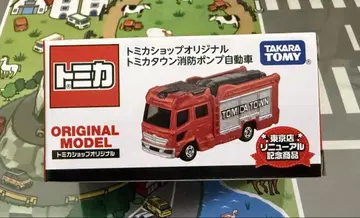 トミカ
トミカショップオリジナル
トミカタウン消防ポンプ自動車
TAKARA
TOMY
TOMICA TOWN
ORIGINAL
MODEL
トミカショップオリジナル
東京店
リニューアル
記念商品